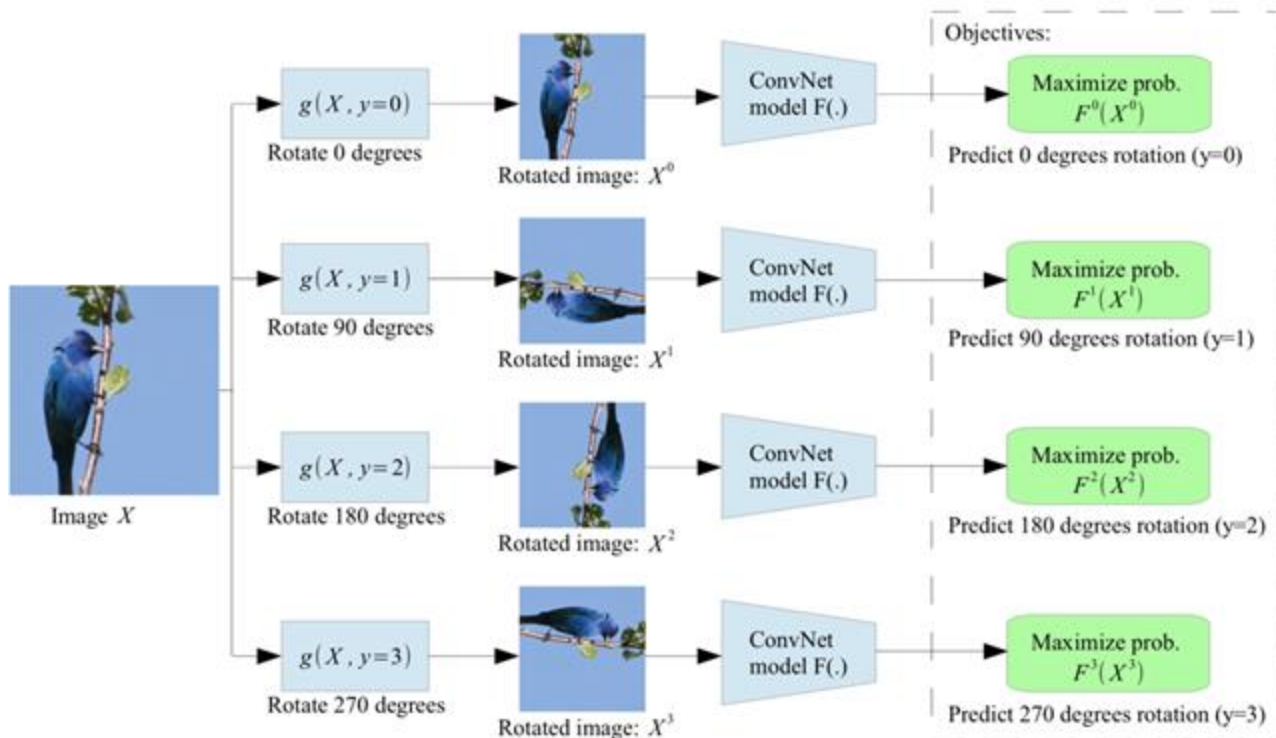 Objectives:
g(X, y=0)
Rotate 0 degrees
Rotated image: X⁰
ConvNet
model F(.)
Maximize prob.
F⁰(X⁰)
Predict 0 degrees rotation (y=0)
g(X, y=1)
Rotate 90 degrees
Rotated image: X¹
ConvNet
model F(.)
Maximize prob.
F¹(X¹)
Predict 90 degrees rotation (y=1)
Image X
g(X, y=2)
Rotate 180 degrees
Rotated image: X²
ConvNet
model F(.)
Maximize prob.
F²(X²)
Predict 180 degrees rotation (y=2)
g(X, y=3)
Rotate 270 degrees
Rotated image: X³
ConvNet
model F(.)
Maximize prob.
F³(X³)
Predict 270 degrees rotation (y=3)